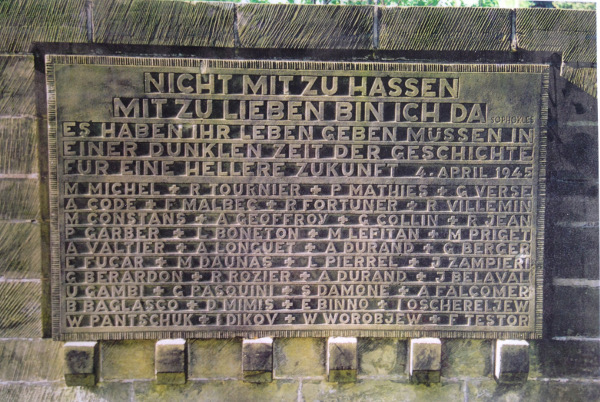 NICHT MIT ZU HASSEN
MIT ZU LIEBEN BIN ICH DA SOPHOKLES
ES HABEN IHR LEBEN GEBEN MÜSSEN IN
EINER DUNKLEN ZEIT DER GESCHICHTE
FÜR EINE HELLERE ZUKUNFT 4. APRIL 1945
M MICHEL + R TOURNIER + P MATHIES + G VERSE
A CODE + F MALBEC + R FORTUNER + R VILLEMIN
M CONSTANS + A GEOFFROY + G COLLIN + R JEAN
P GARBER + BONETON + M LEFITAN + M PRIGET
A VALTIER + A LONGUET + A DURAND + G BERGER
FUCAR + M DAUNAS + L PIERREL + J ZAMPIERI
BERARDON + R ROZIER + A DURAND + J BELAVAL
U GAMBI + G PASQUINI + S DAMONE + A FALCOMER
B BAGLASCO + D MIMIS + E BINNO + I OSCHERELJEW
W PANTSCHUK + I DIKOV + W WOROBJEW + F TESTOR